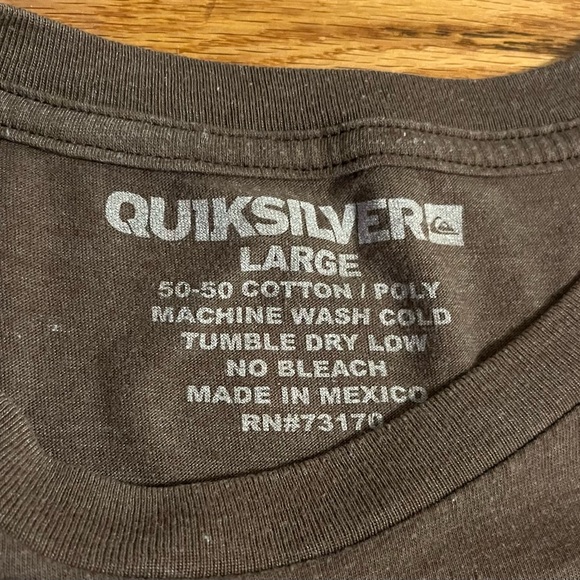 QUIKSILVER
LARGE
50-50 COTTON / POLY
MACHINE WASH COLD
TUMBLE DRY LOW
NO BLEACH
MADE IN MEXICO
RN#73170